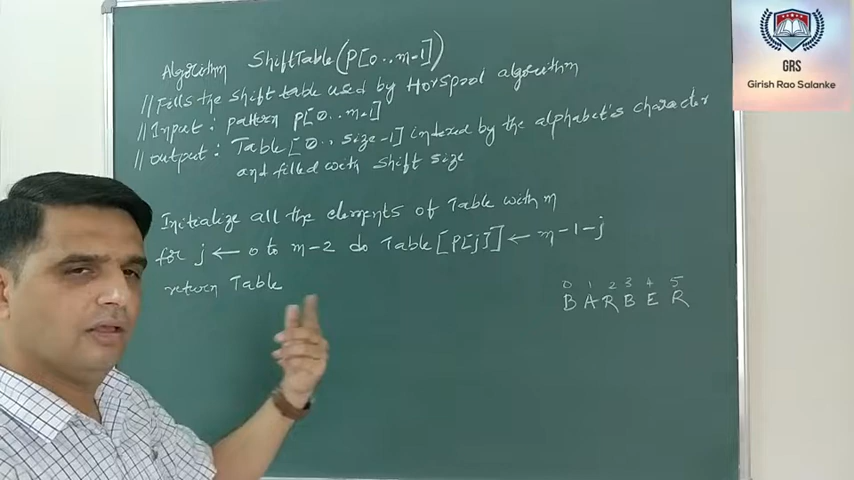 Algorithm ShiftTable(P[0..m-1])
//Fills the shift table used by Horspool algorithm
//Input: pattern P[0..m-1]
//output: Table[0..size-1] indexed by the alphabet's character
and filled with shift size
Initialize all the elements of Table with m
for j ← 0 to m-2 do Table[P[j]] ← m-1-j
return Table
0 1 2 3 4 5
B A R B E R
GRS
Girish Rao Salanke